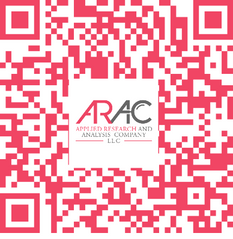 ARAC
APPLIED RESEARCH AND
ANALYSIS COMPANY
LLC